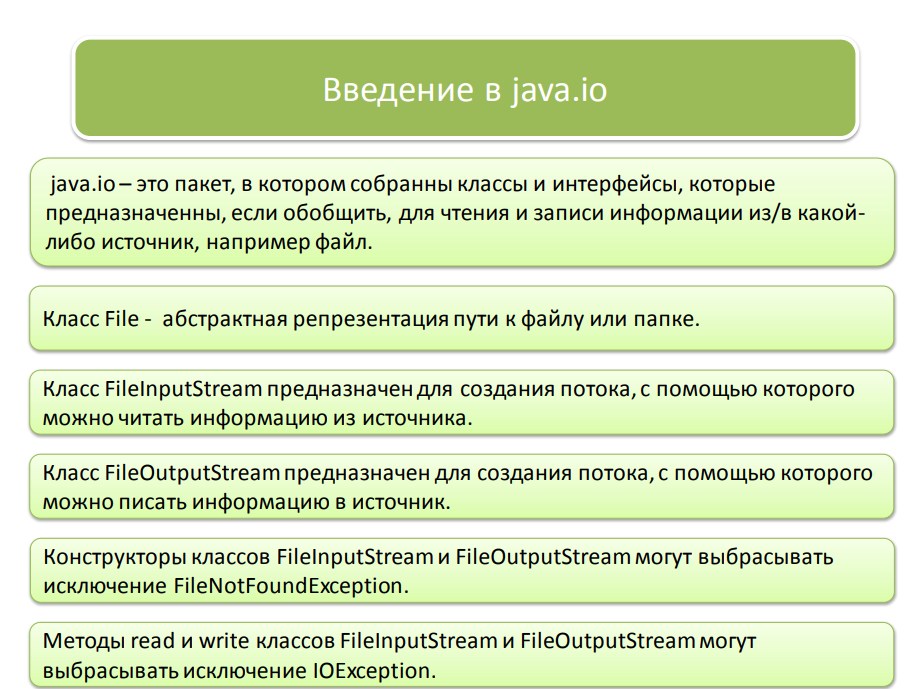 Введение в java.io
java.io – это пакет, в котором собранны классы и интерфейсы, которые
предназначенны, если обобщить, для чтения и записи информации из/в какой-
либо источник, например файл.
Класс File -  абстрактная репрезентация пути к файлу или папке.
Класс FileInputStream предназначен для создания потока, с помощью которого
можно читать информацию из источника.
Класс FileOutputStream предназначен для создания потока, с помощью которого
можно писать информацию в источник.
Конструкторы классов FileInputStream и FileOutputStream могут выбрасывать
исключение FileNotFoundException.
Методы read и write классов FileInputStream и FileOutputStream могут
выбрасывать исключение IOException.